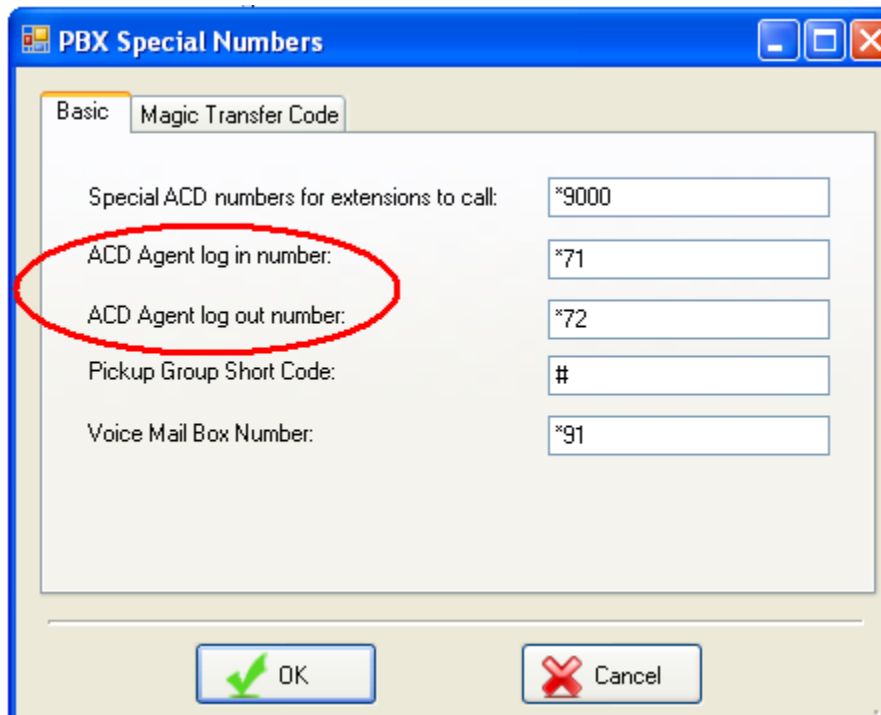 PBX Special Numbers
Basic
Magic Transfer Code
Special ACD numbers for extensions to call: *9000
ACD Agent log in number: *71
ACD Agent log out number: *72
Pickup Group Short Code: #
Voice Mail Box Number: *91
OK
Cancel